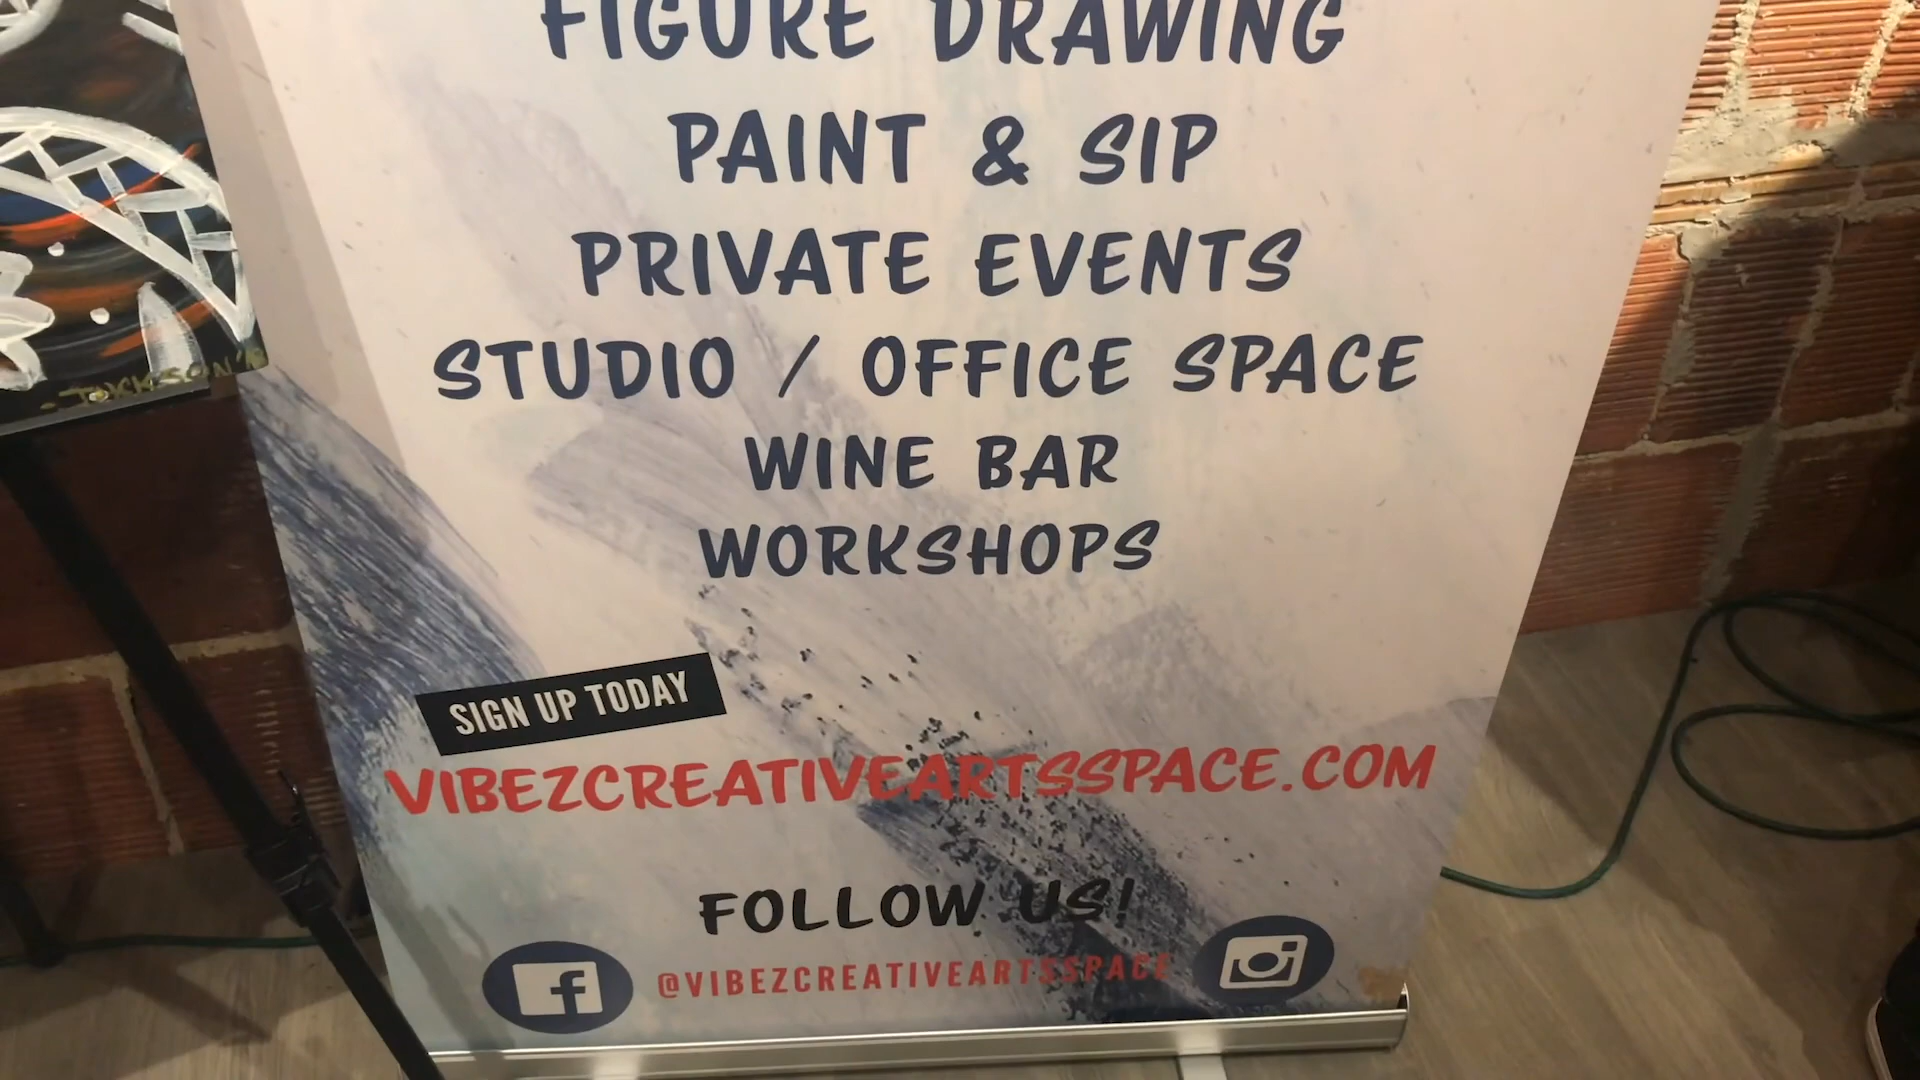 FIGURE DRAWING
PAINT & SIP
PRIVATE EVENTS
STUDIO / OFFICE SPACE
WINE BAR
WORKSHOPS
SIGN UP TODAY
VIBEZCREATIVEARTSSPACE.COM
FOLLOW US!
@VIBEZCREATIVEARTSSPACE